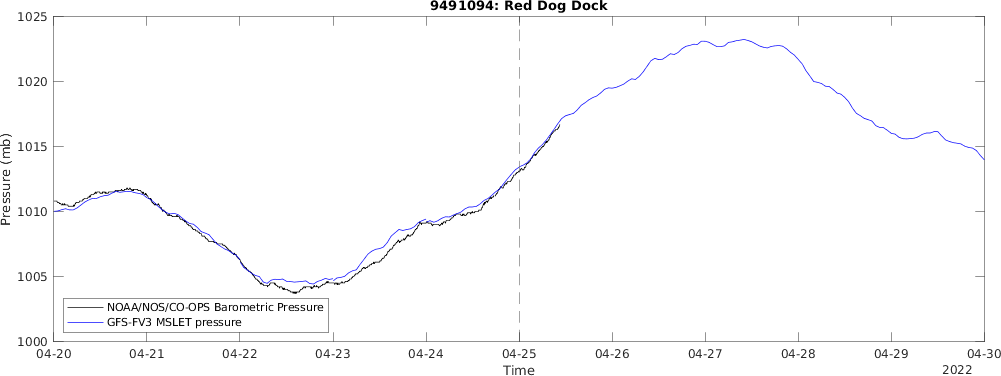 9491094: Red Dog Dock
1025
1020
1015
1010
1005
1000
Pressure (mb)
NOAA/NOS/CO-OPS Barometric Pressure
GFS-FV3 MSLET pressure
04-20 04-21 04-22 04-23 04-24 04-25 04-26 04-27 04-28 04-29 04-30
Time
2022